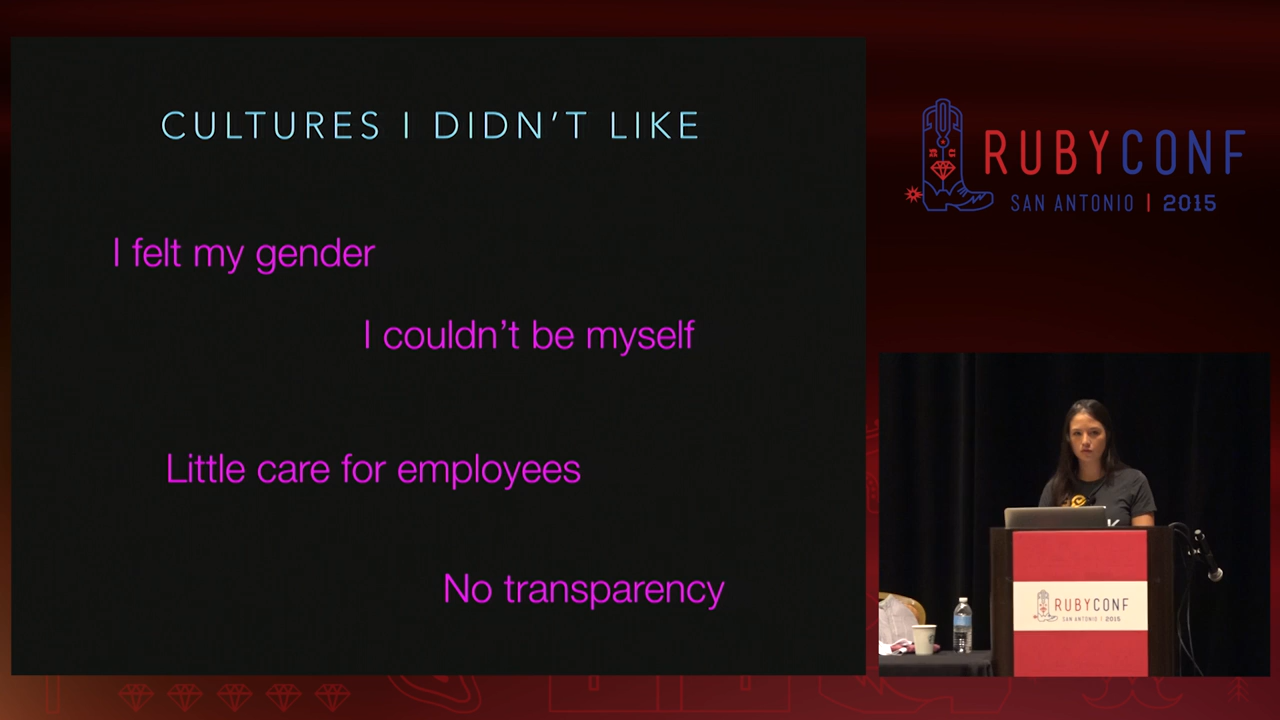 CULTURES I DIDN'T LIKE
I felt my gender
I couldn't be myself
Little care for employees
No transparency
RUBYCONF
SAN ANTONIO | 2015
RUBYCONF
SAN ANTONIO | 2015